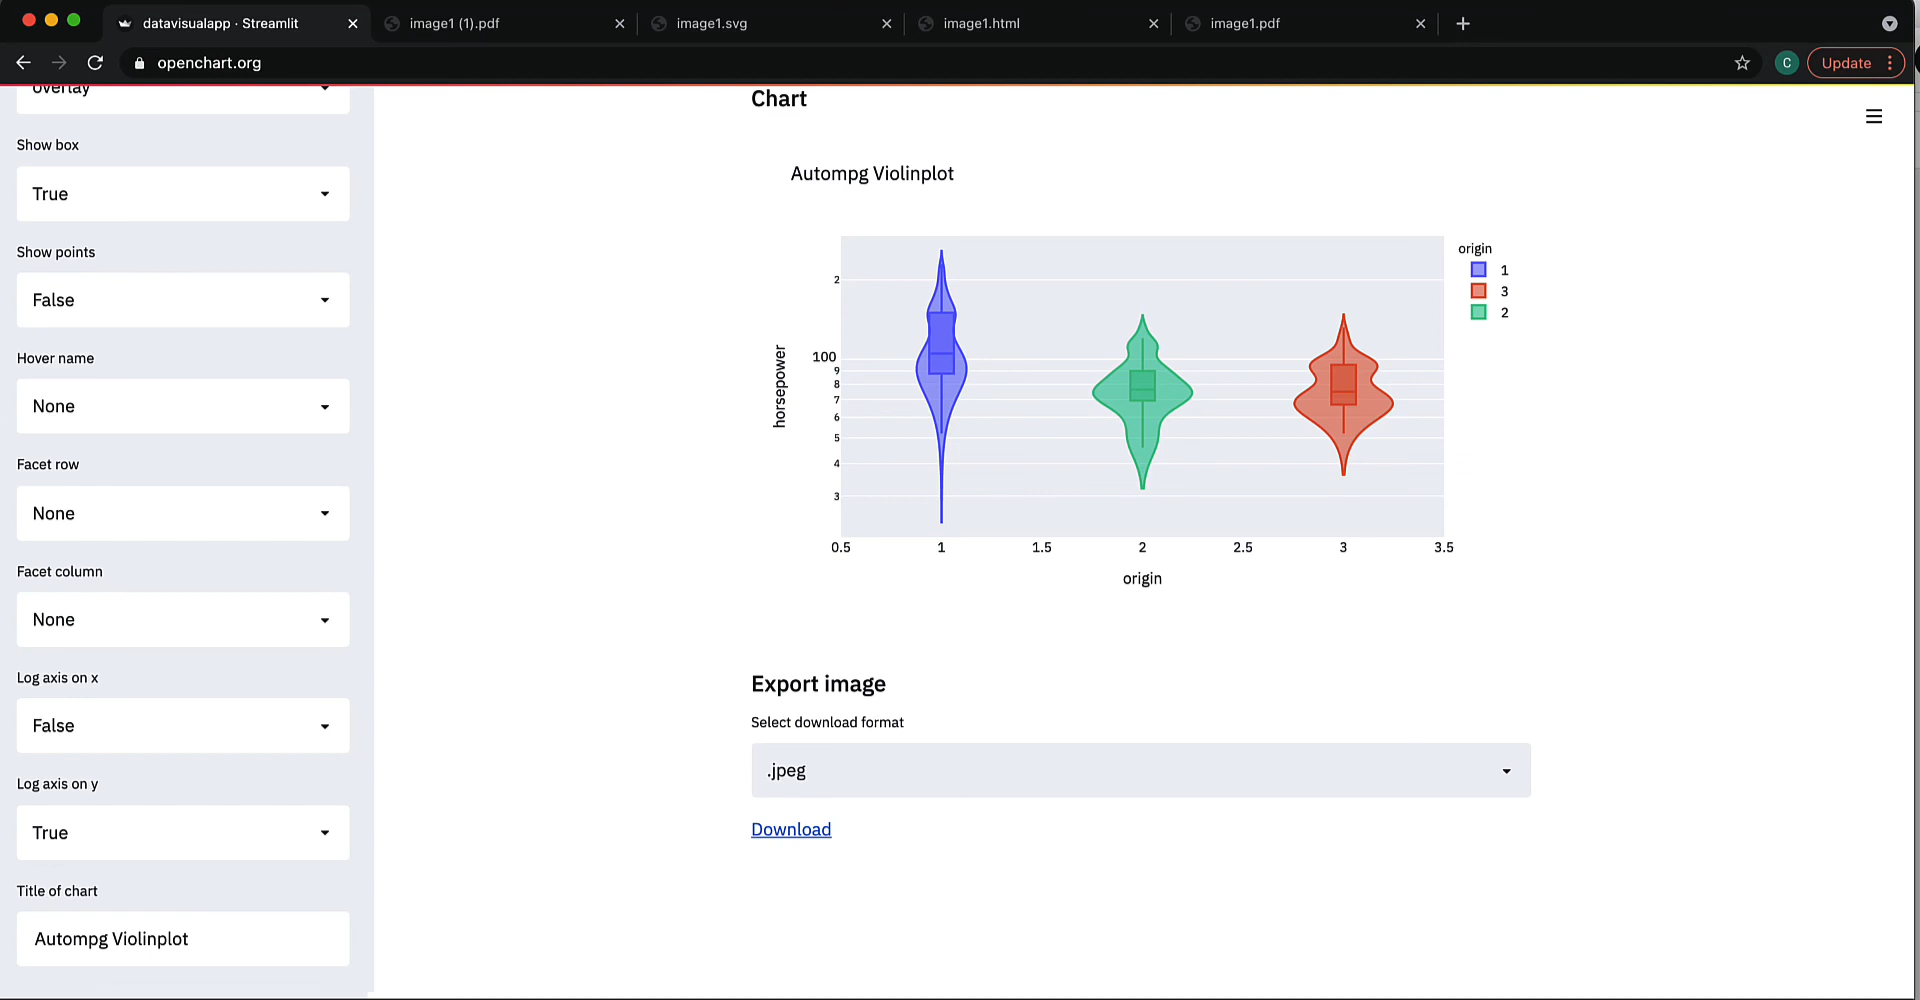 datavisualapp · Streamlit
image1 (1).pdf
image1.svg
image1.html
image1.pdf
openchart.org
C
Update
overlay
Show box
True
Show points
False
Hover name
None
Facet row
None
Facet column
None
Log axis on x
False
Log axis on y
True
Title of chart
Autompg Violinplot
Chart
Autompg Violinplot
horsepower
2
100
9
8
7
6
5
4
3
0.5
1
1.5
2
2.5
3
3.5
origin
origin
1
3
2
Export image
Select download format
.jpeg
Download